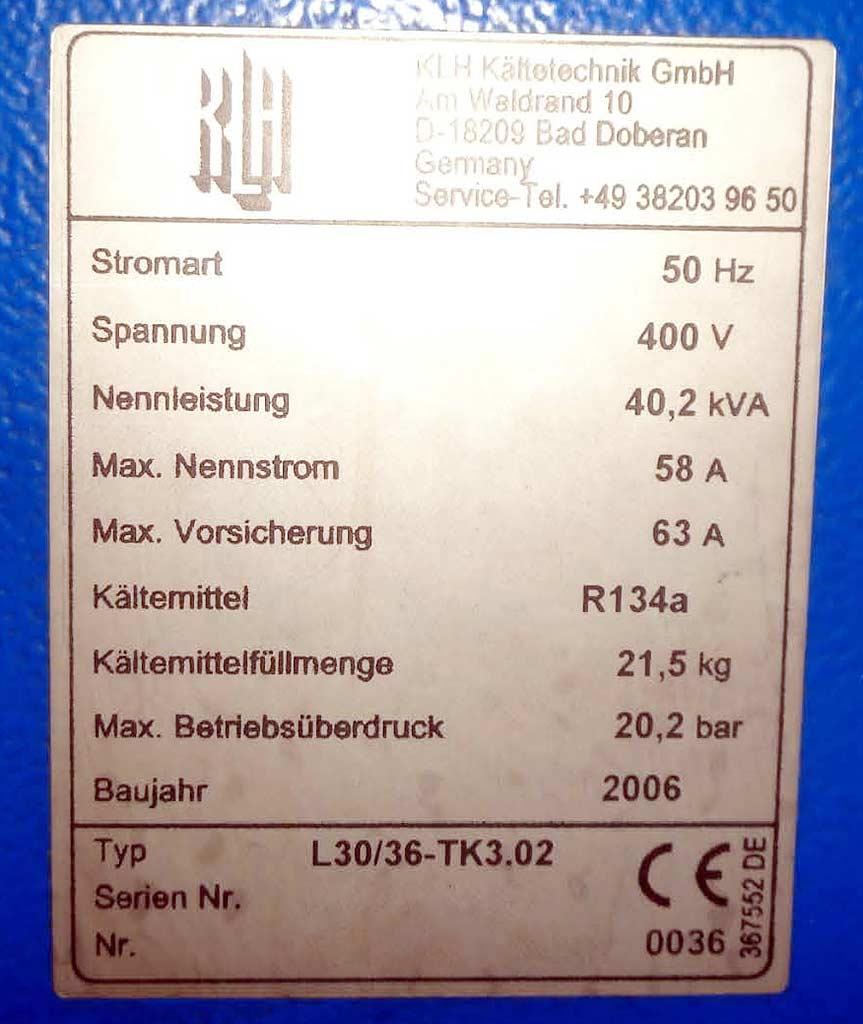 KLH
KLH Kältetechnik GmbH
Am Waldrand 10
D-18209 Bad Doberan
Germany
Service-Tel. +49 38203 96 50
Stromart 50 Hz
Spannung 400 V
Nennleistung 40,2 kVA
Max. Nennstrom 58 A
Max. Vorsicherung 63 A
Kältemittel R134a
Kältemittelfüllmenge 21,5 kg
Max. Betriebsüberdruck 20,2 bar
Baujahr 2006
Typ L30/36-TK3.02
CE
Serien Nr.
Nr. 0036
367552 DE